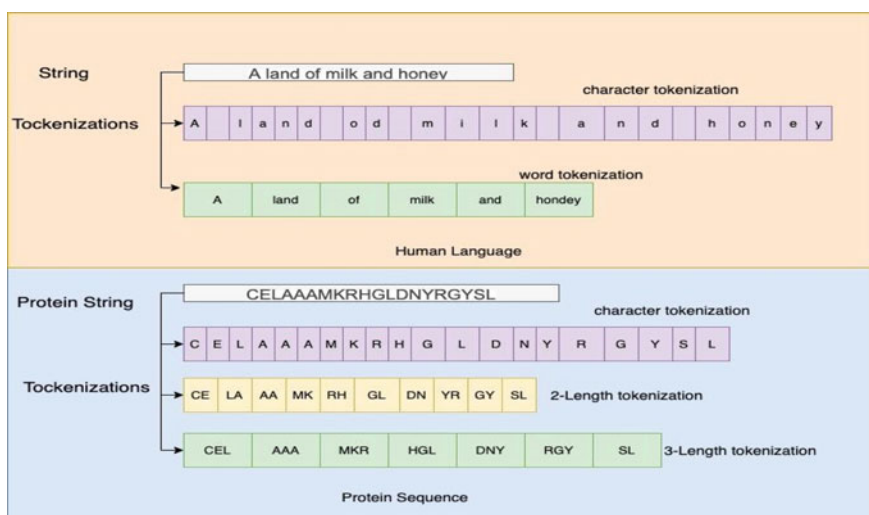 String
A land of milk and honey
character tokenization
Tockenizations
A l a n d o d m i l k a n d h o n e y
word tokenization
A land of milk and hondey
Human Language
Protein String
CELAAAMKRHGLDNYRGYSL
character tokenization
C E L A A A M K R H G L D N Y R G Y S L
Tockenizations
CE LA AA MK RH GL DN YR GY SL
2-Length tokenization
CEL AAA MKR HGL DNY RGY SL
3-Length tokenization
Protein Sequence